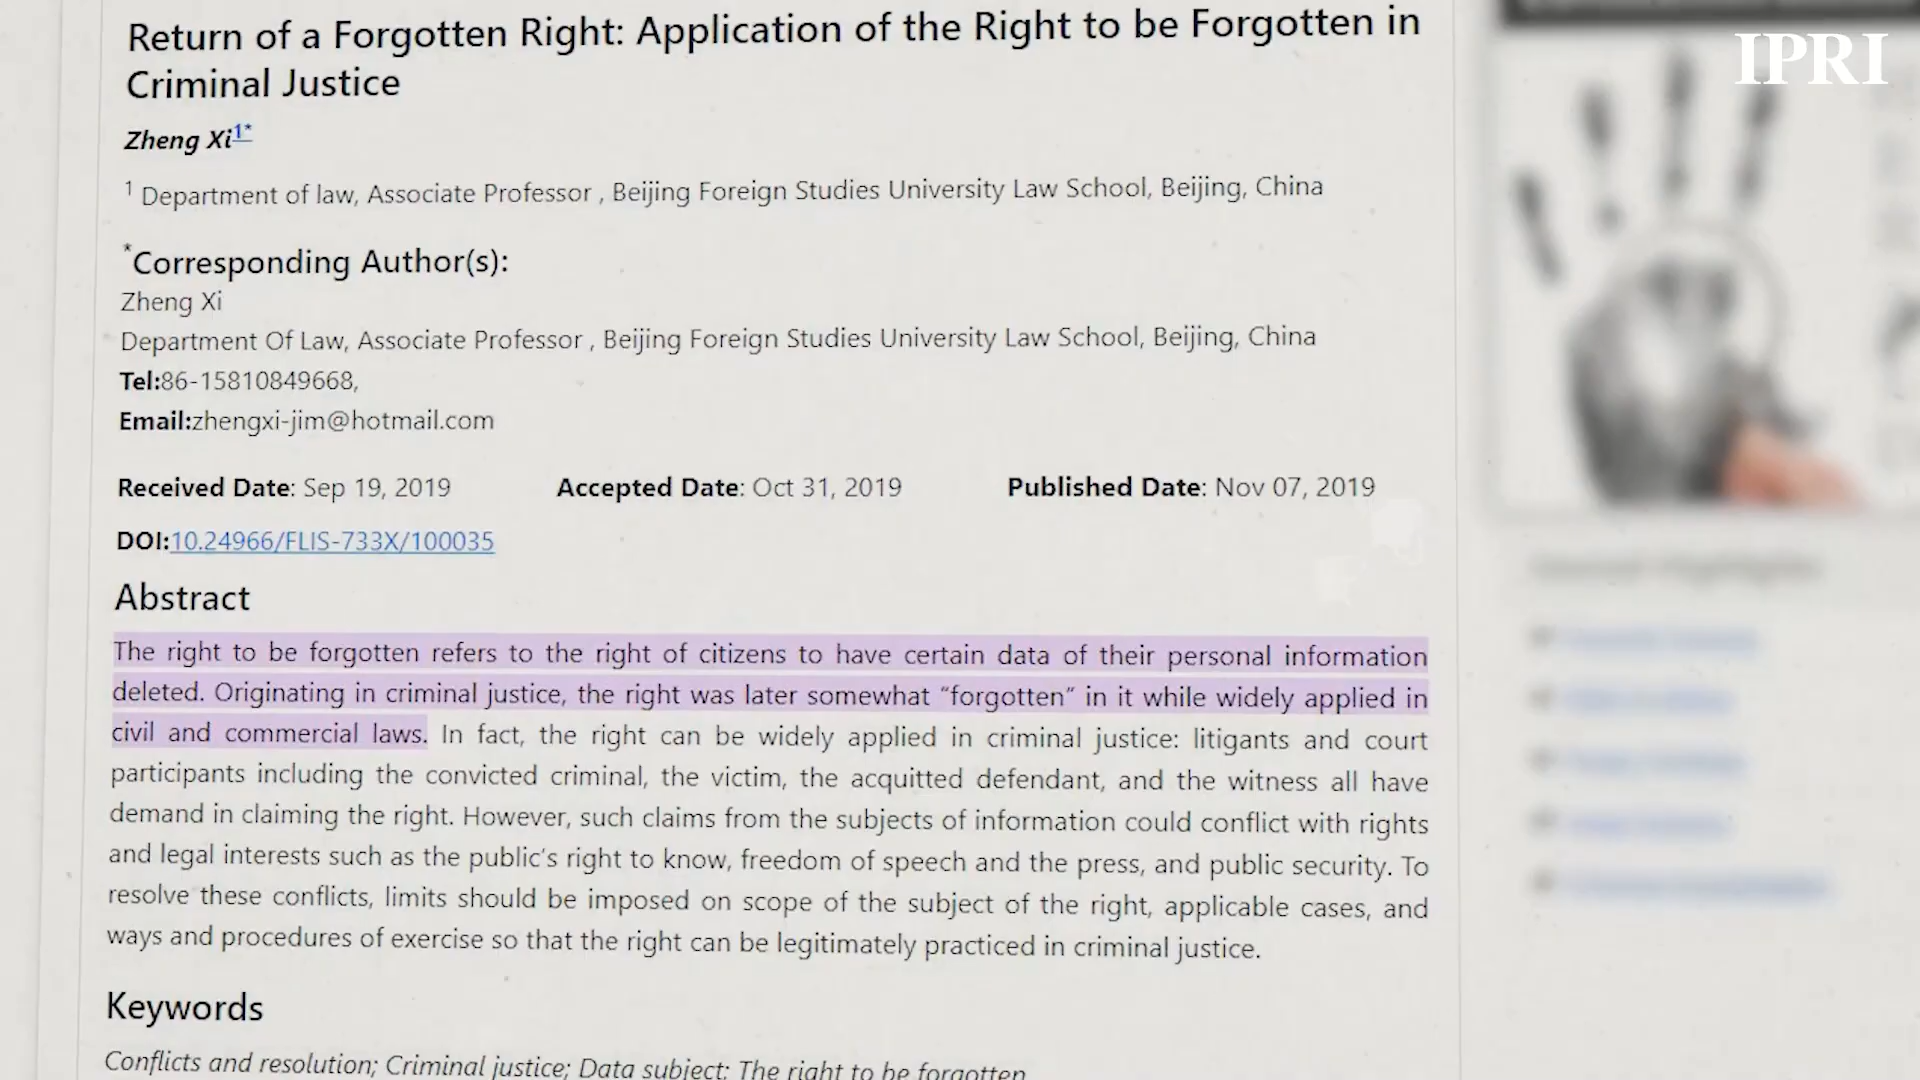 Return of a Forgotten Right: Application of the Right to be Forgotten in
Criminal Justice
IPRI
Zheng Xi1*
1 Department of law, Associate Professor , Beijing Foreign Studies University Law School, Beijing, China
*Corresponding Author(s):
Zheng Xi
Department Of Law, Associate Professor , Beijing Foreign Studies University Law School, Beijing, China
Tel:86-15810849668,
Email:zhengxi-jim@hotmail.com
Received Date: Sep 19, 2019 Accepted Date: Oct 31, 2019 Published Date: Nov 07, 2019
DOI:10.24966/FLIS-733X/100035
Abstract
The right to be forgotten refers to the right of citizens to have certain data of their personal information
deleted. Originating in criminal justice, the right was later somewhat “forgotten” in it while widely applied in
civil and commercial laws. In fact, the right can be widely applied in criminal justice: litigants and court
participants including the convicted criminal, the victim, the acquitted defendant, and the witness all have
demand in claiming the right. However, such claims from the subjects of information could conflict with rights
and legal interests such as the public's right to know, freedom of speech and the press, and public security. To
resolve these conflicts, limits should be imposed on scope of the subject of the right, applicable cases, and
ways and procedures of exercise so that the right can be legitimately practiced in criminal justice.
Keywords
Conflicts and resolution; Criminal justice; Data subject; The right to be forgotten